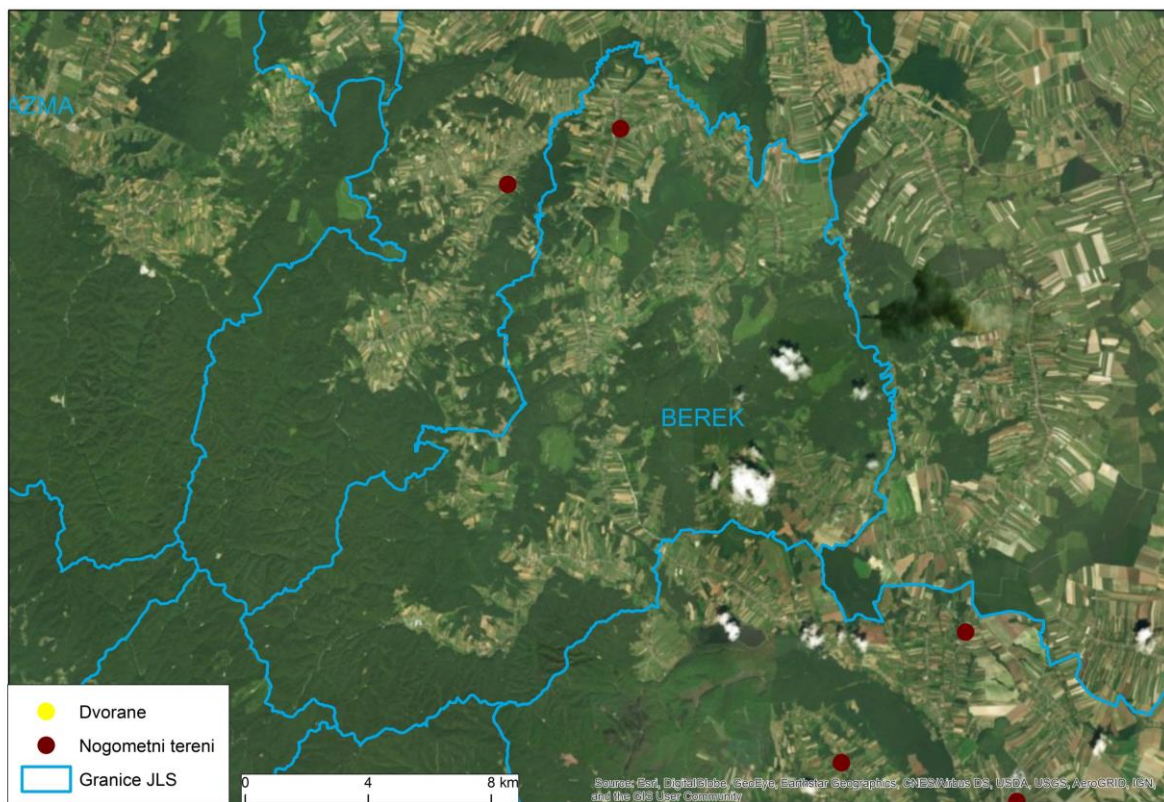 AZMA
BEREK
Dvorane
Nogometni tereni
Granice JLS
0 4 8 km
Source: Esri, DigitalGlobe, GeoEye, Earthstar Geographics, CNES/Airbus DS, USDA, USGS, AeroGRID, IGN,
and the GIS User Community